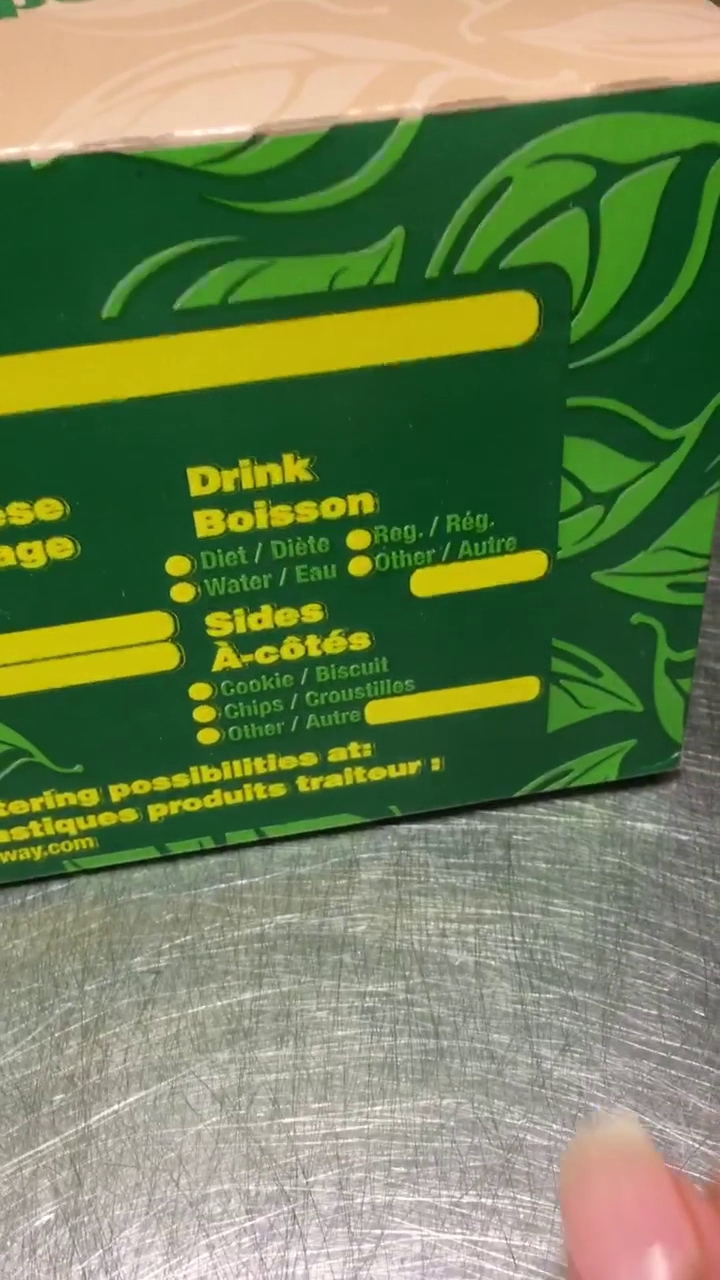 ese
age
Drink
Boisson
Diet / Diète
Reg. / Rég.
Water / Eau
Other / Autre
Sides
À-côtés
Cookie / Biscuit
Chips / Croustilles
Other / Autre
tering possibilities at:
astiques produits traiteur :
way.com